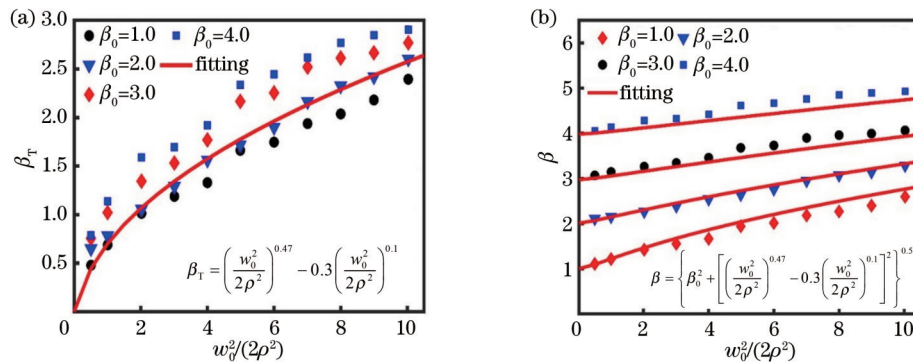 (a)
3.0
2.5
2.0
1.5
1.0
0.5
0
β_T
β₀=1.0 β₀=4.0
β₀=2.0 fitting
β₀=3.0
β_T = (w₀²/2ρ²)^0.47 − 0.3(w₀²/2ρ²)^0.1
2 4 6 8 10
w₀²/(2ρ²)
(b)
6
5
4
3
2
1
0
β
β₀=1.0 β₀=2.0
β₀=3.0 β₀=4.0
fitting
β = {β₀² + [(w₀²/2ρ²)^0.47 − 0.3(w₀²/2ρ²)^0.1]²}^0.5
2 4 6 8 10
w₀²/(2ρ²)